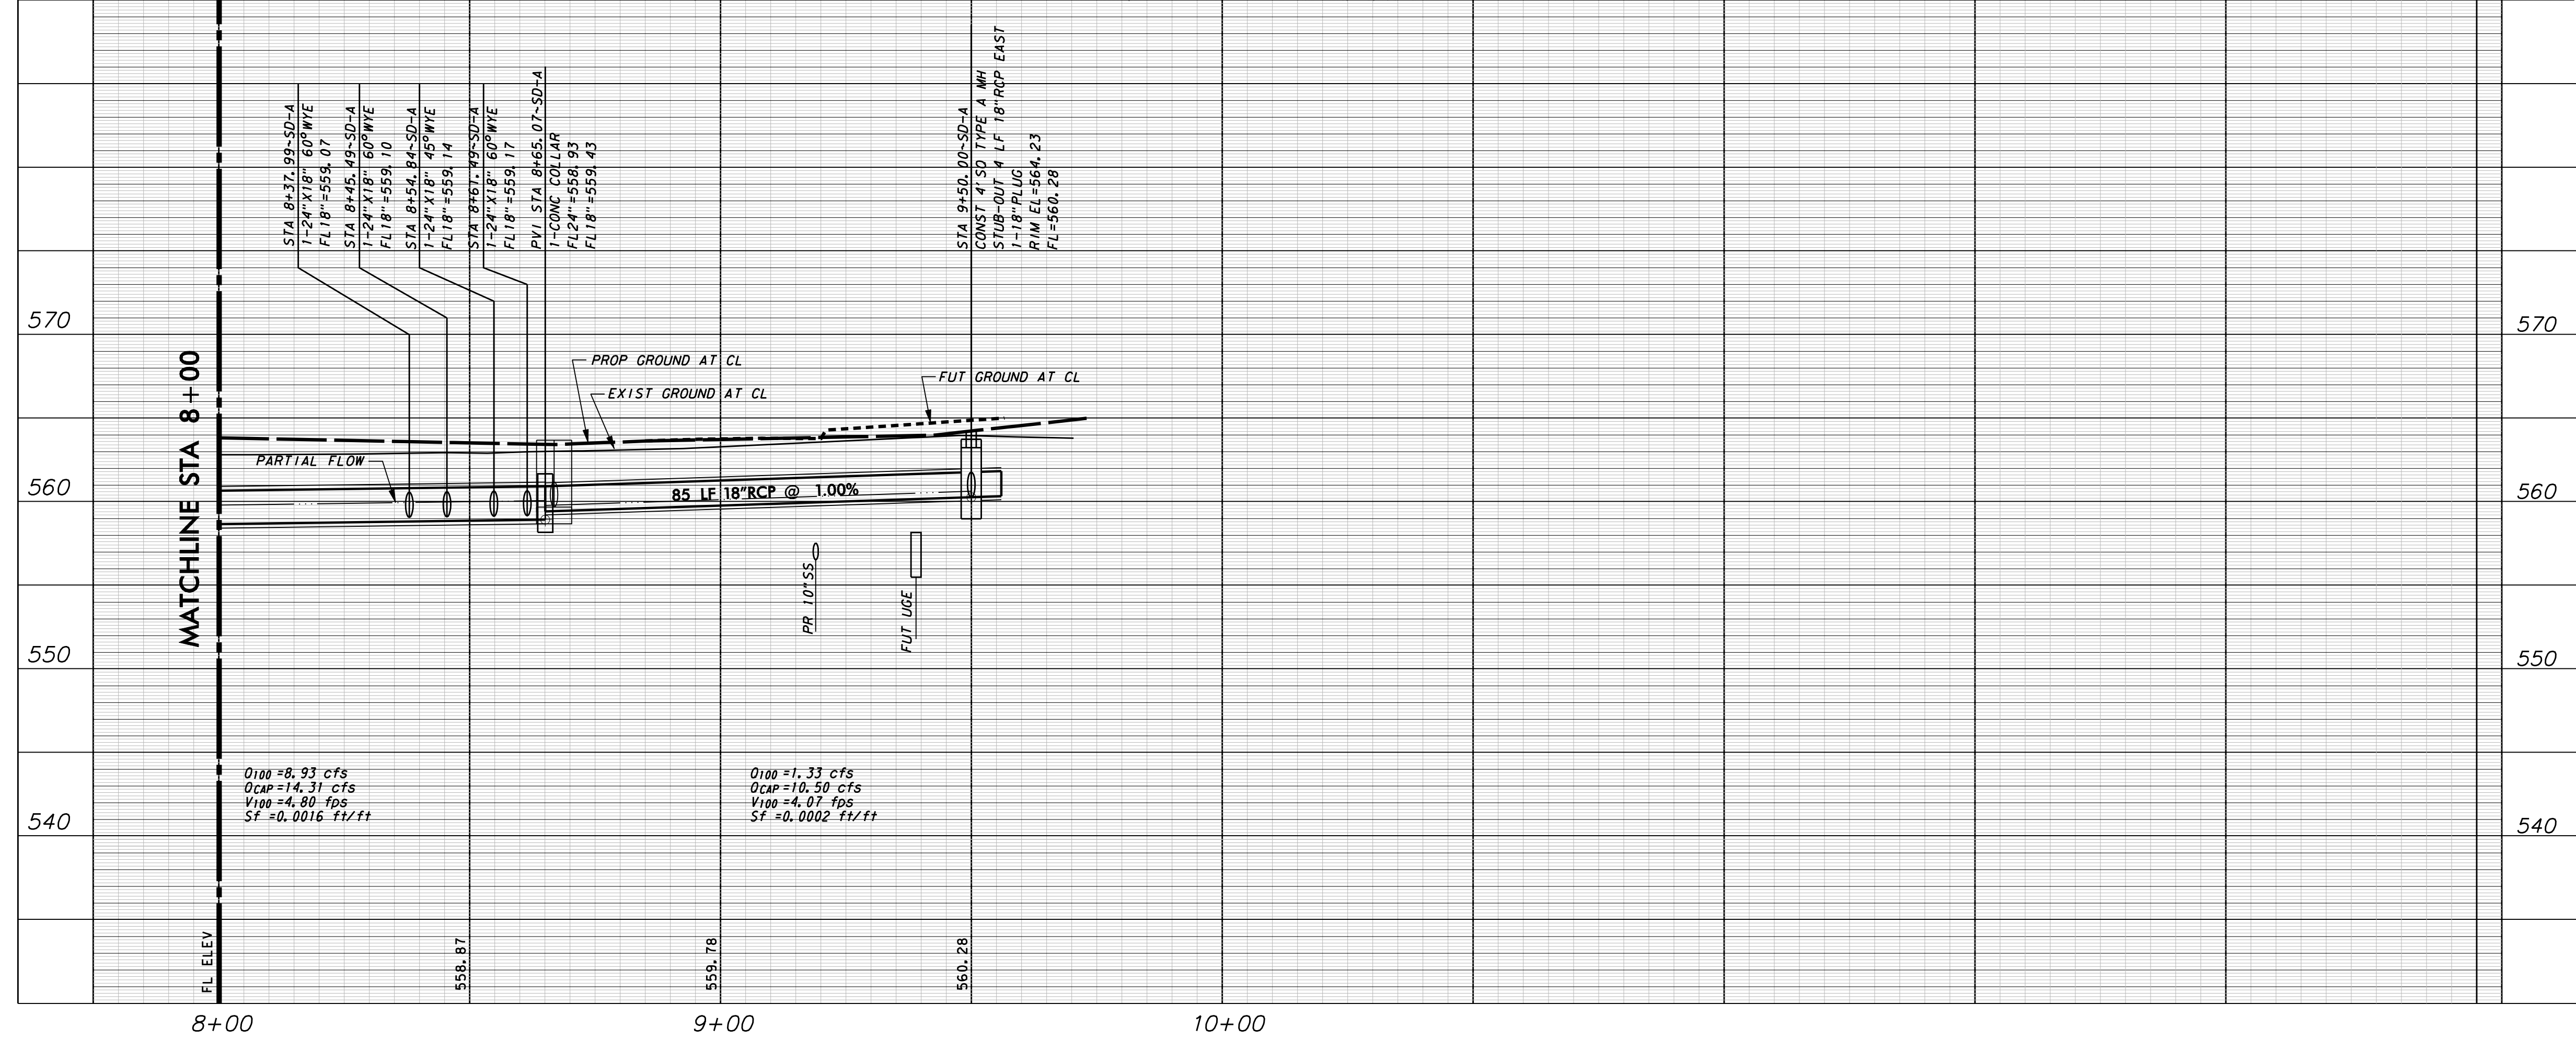 STA 8+37.99~SD-A
1-24"X18" 60°WYE
FL18"=559.07
STA 8+45.49~SD-A
1-24"X18" 60°WYE
FL18"=559.10
STA 8+54.84~SD-A
1-24"X18" 45°WYE
FL18"=559.14
STA 8+61.49~SD-A
1-24"X18" 60°WYE
FL18"=559.17
PVI STA 8+65.07~SD-A
1-CONC COLLAR
FL24"=558.93
FL18"=559.43
STA 9+50.00~SD-A
CONST 4'SD TYPE A MH
STUB-OUT 4 LF 18"RCP EAST
1-18"PLUG
RIM EL=564.23
FL=560.28
570
570
MATCHLINE STA 8+00
PROP GROUND AT CL
FUT GROUND AT CL
EXIST GROUND AT CL
PARTIAL FLOW
560
85 LF 18"RCP @ 1.00%
560
PR 10"SS
FUT UGE
550
550
Q100 =8.93 cfs
QCAP =14.31 cfs
V100 =4.80 fps
Sf =0.0016 ft/ft
Q100 =1.33 cfs
QCAP =10.50 cfs
V100 =4.07 fps
Sf =0.0002 ft/ft
540
540
FL ELEV
558.87
559.78
560.28
8+00
9+00
10+00